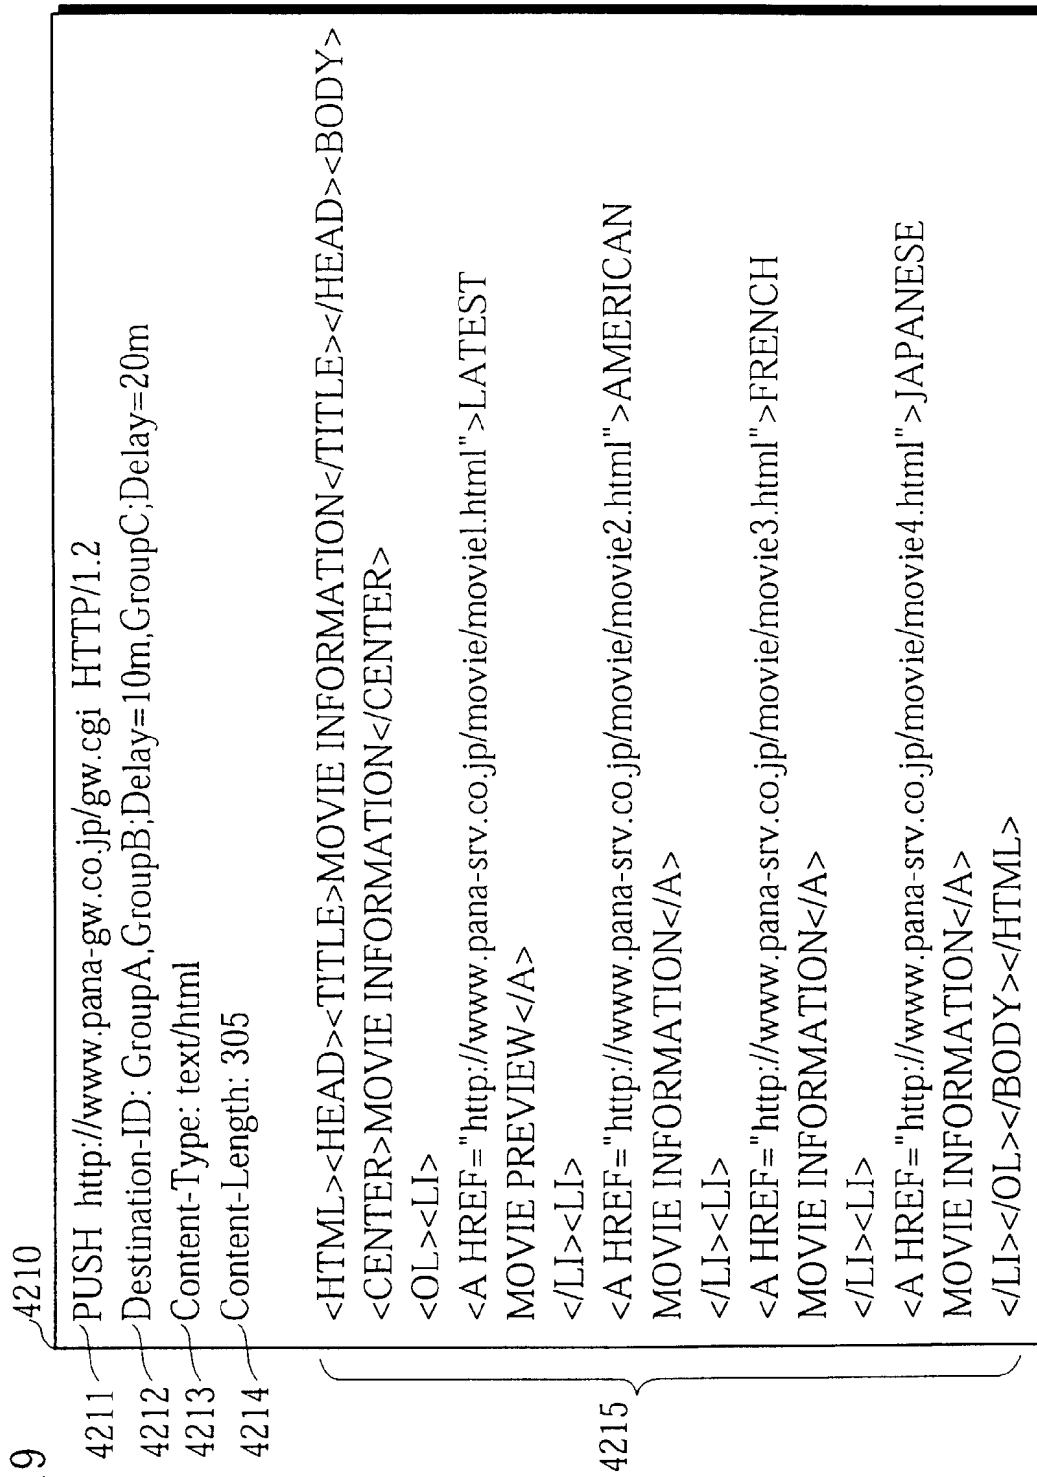 9
4210
4211 PUSH http://www.pana-gw.co.jp/gw.cgi HTTP/1.2
4212 Destination-ID: GroupA,GroupB;Delay=10m,GroupC;Delay=20m
4213 Content-Type: text/html
4214 Content-Length: 305
4215
<HTML><HEAD><TITLE>MOVIE INFORMATION</TITLE></HEAD><BODY>
<CENTER>MOVIE INFORMATION</CENTER>
<OL><LI>
<A HREF="http://www.pana-srv.co.jp/movie/movie1.html">LATEST
MOVIE PREVIEW</A>
</LI><LI>
<A HREF="http://www.pana-srv.co.jp/movie/movie2.html">AMERICAN
MOVIE INFORMATION</A>
</LI><LI>
<A HREF="http://www.pana-srv.co.jp/movie/movie3.html">FRENCH
MOVIE INFORMATION</A>
</LI><LI>
<A HREF="http://www.pana-srv.co.jp/movie/movie4.html">JAPANESE
MOVIE INFORMATION</A>
</LI></OL></BODY></HTML>